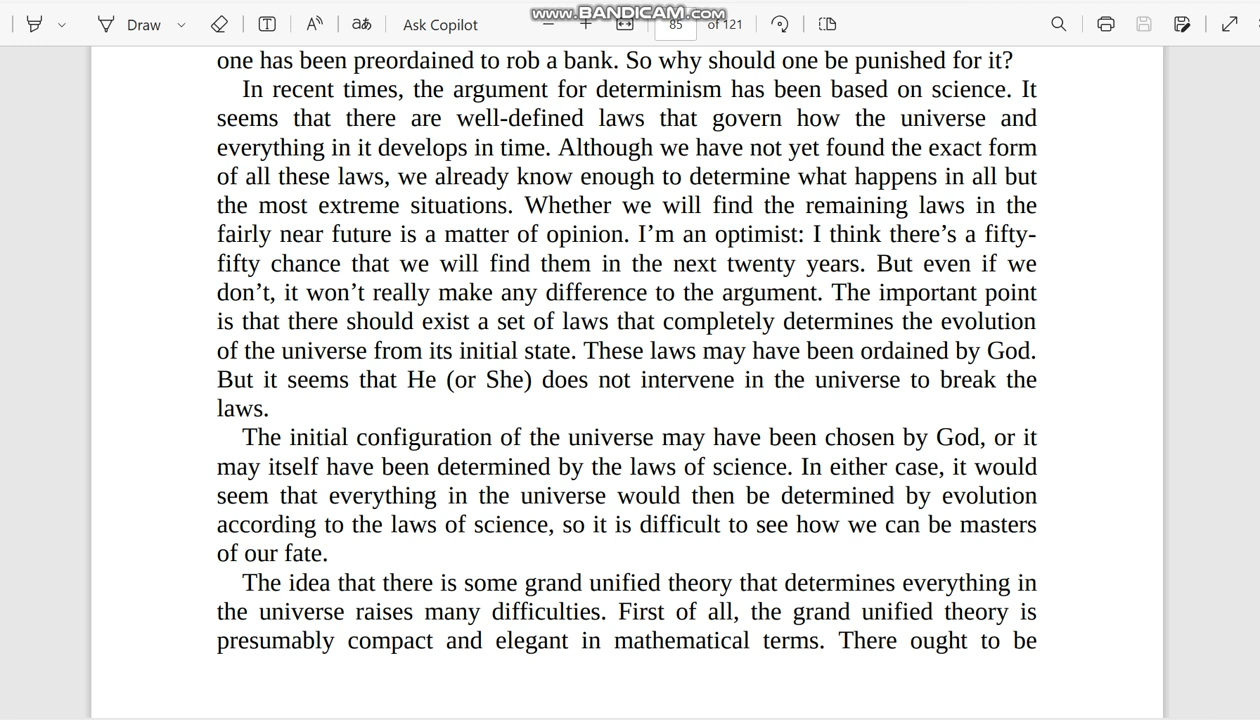 www.BANDICAM.com
Draw
T
A
aあ
Ask Copilot
85
of 121
one has been preordained to rob a bank. So why should one be punished for it?
In recent times, the argument for determinism has been based on science. It
seems that there are well-defined laws that govern how the universe and
everything in it develops in time. Although we have not yet found the exact form
of all these laws, we already know enough to determine what happens in all but
the most extreme situations. Whether we will find the remaining laws in the
fairly near future is a matter of opinion. I’m an optimist: I think there’s a fifty-
fifty chance that we will find them in the next twenty years. But even if we
don’t, it won’t really make any difference to the argument. The important point
is that there should exist a set of laws that completely determines the evolution
of the universe from its initial state. These laws may have been ordained by God.
But it seems that He (or She) does not intervene in the universe to break the
laws.
The initial configuration of the universe may have been chosen by God, or it
may itself have been determined by the laws of science. In either case, it would
seem that everything in the universe would then be determined by evolution
according to the laws of science, so it is difficult to see how we can be masters
of our fate.
The idea that there is some grand unified theory that determines everything in
the universe raises many difficulties. First of all, the grand unified theory is
presumably compact and elegant in mathematical terms. There ought to be